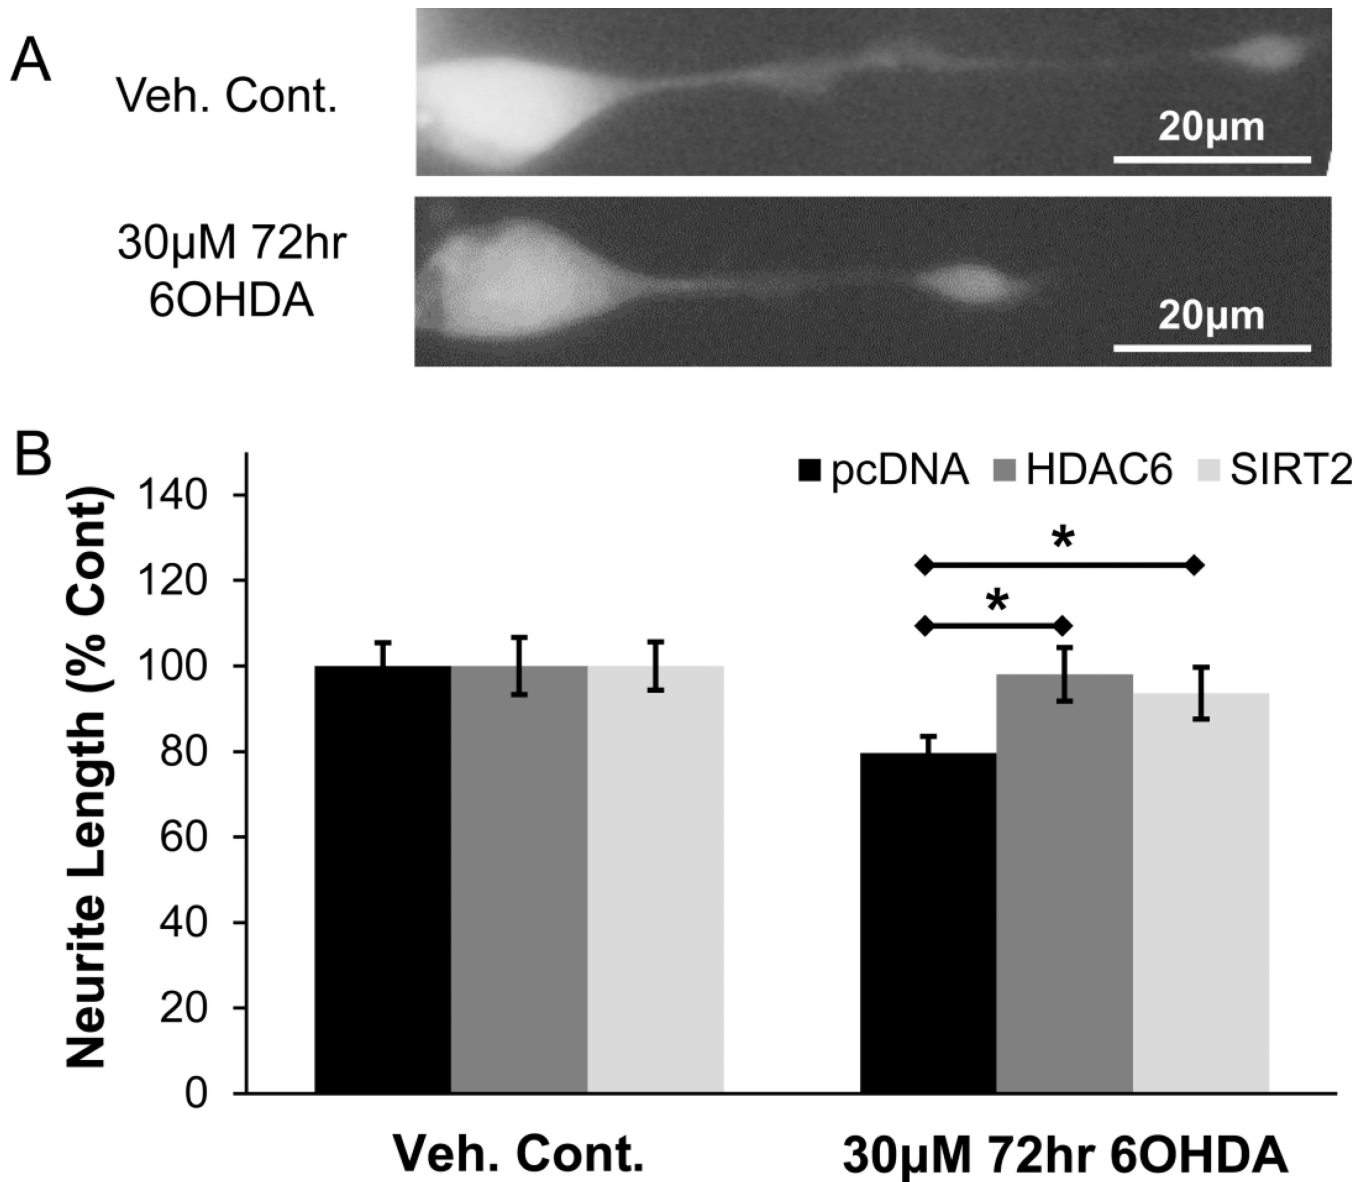 A
Veh. Cont.
20µm
30µM 72hr
6OHDA
20µm
B
pcDNA HDAC6 SIRT2
Neurite Length (% Cont)
140
120
100
80
60
40
20
0
*
*
Veh. Cont. 30µM 72hr 6OHDA